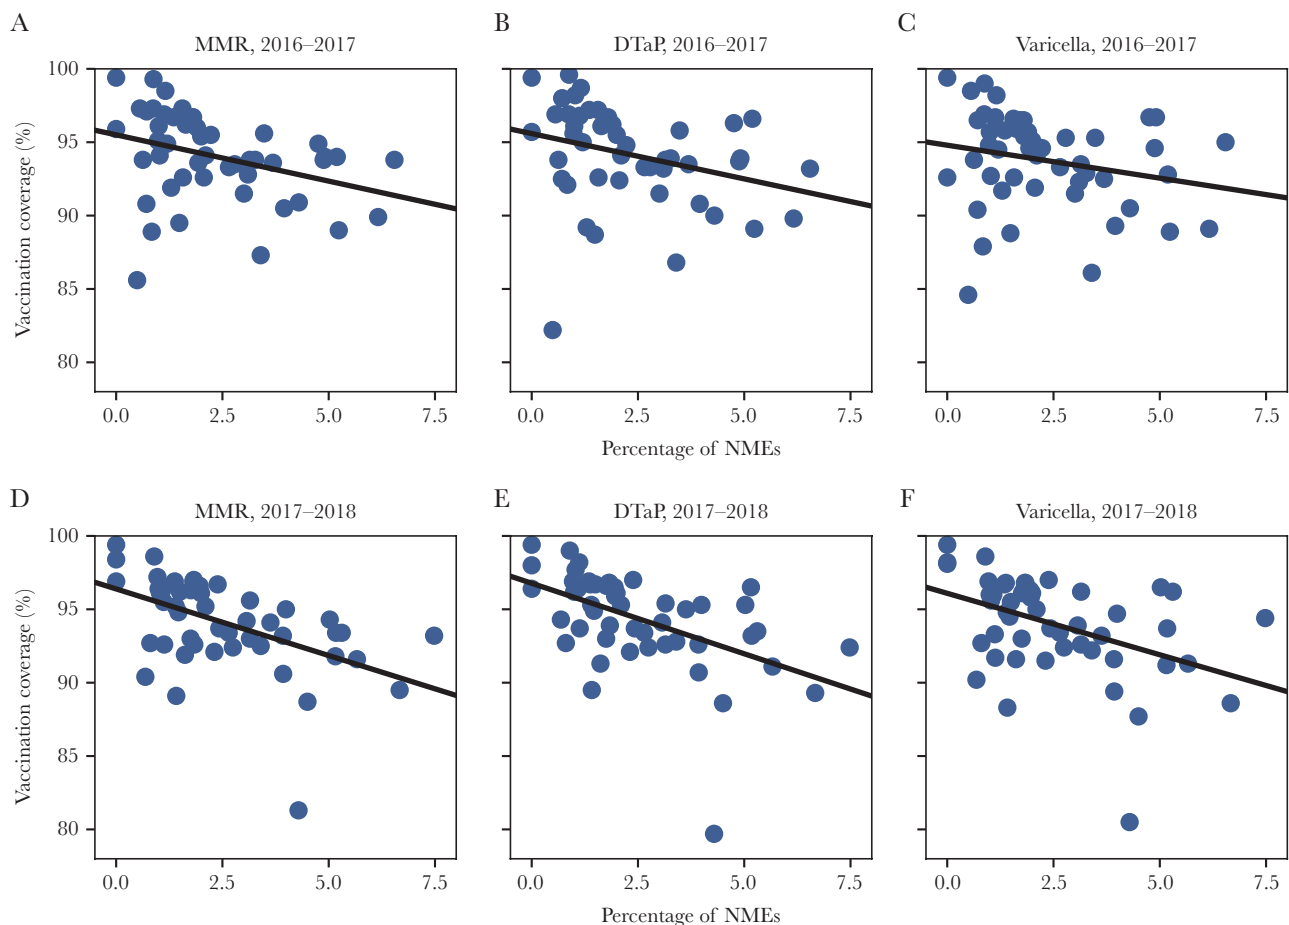 A
B
C
MMR, 2016–2017
DTaP, 2016–2017
Varicella, 2016–2017
Vaccination coverage (%)
100
95
90
85
80
0.0 2.5 5.0 7.5
0.0 2.5 5.0 7.5
0.0 2.5 5.0 7.5
Percentage of NMEs
D
E
F
MMR, 2017–2018
DTaP, 2017–2018
Varicella, 2017–2018
Vaccination coverage (%)
100
95
90
85
80
0.0 2.5 5.0 7.5
0.0 2.5 5.0 7.5
0.0 2.5 5.0 7.5
Percentage of NMEs